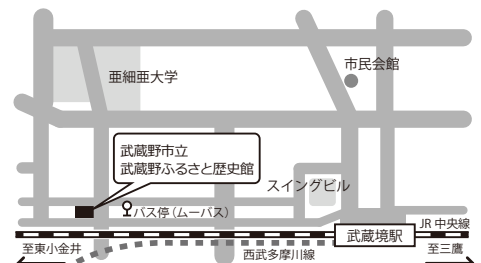 市民会館
亜細亜大学
武蔵野市立
武蔵野ふるさと歴史館
スイングビル
バス停（ムーバス）
JR 中央線
武蔵境駅
至東小金井
西武多摩川線
至三鷹